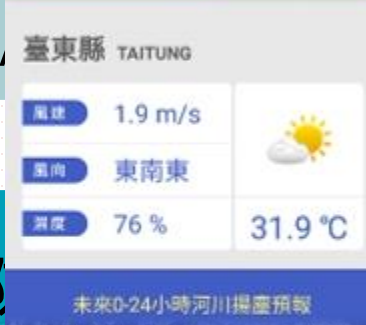 臺東縣 TAITUNG
風速 1.9 m/s
風向 東南東
濕度 76 % 31.9 ℃
未來0-24小時河川揚塵預報